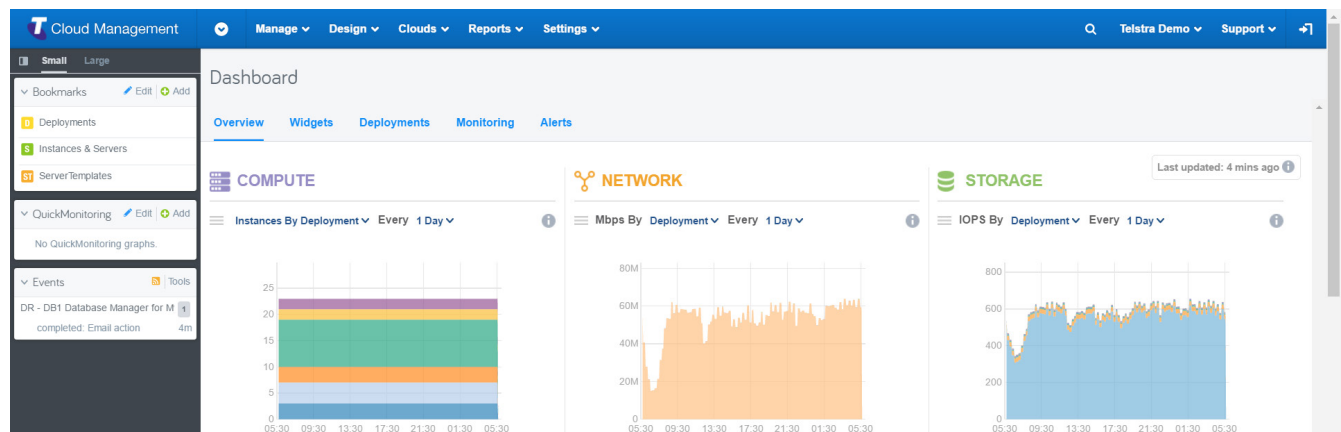 T Cloud Management
Manage Design Clouds Reports Settings
Telstra Demo Support
Small Large
Bookmarks Edit Add
D Deployments
S Instances & Servers
ST ServerTemplates
QuickMonitoring Edit Add
No QuickMonitoring graphs.
Events Tools
DR - DB1 Database Manager for M 1
completed: Email action 4m
Dashboard
Overview Widgets Deployments Monitoring Alerts
Last updated: 4 mins ago
COMPUTE
Instances By Deployment Every 1 Day
25
20
15
10
5
0
05:30 09:30 13:30 17:30 21:30 01:30 05:30
NETWORK
Mbps By Deployment Every 1 Day
80M
60M
40M
20M
0
05:30 09:30 13:30 17:30 21:30 01:30 05:30
STORAGE
IOPS By Deployment Every 1 Day
800
600
400
200
0
05:30 09:30 13:30 17:30 21:30 01:30 05:30